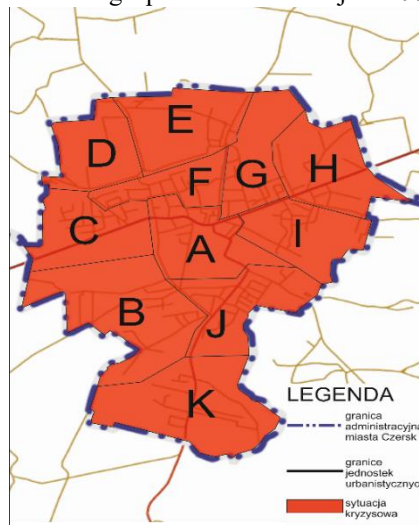 E
D
H
G
F
C
A
I
B
J
K
LEGENDA
granica
administracyjna
miasta Czersk
granice
jednostek
urbanistycznych
sytuacja
kryzysowa